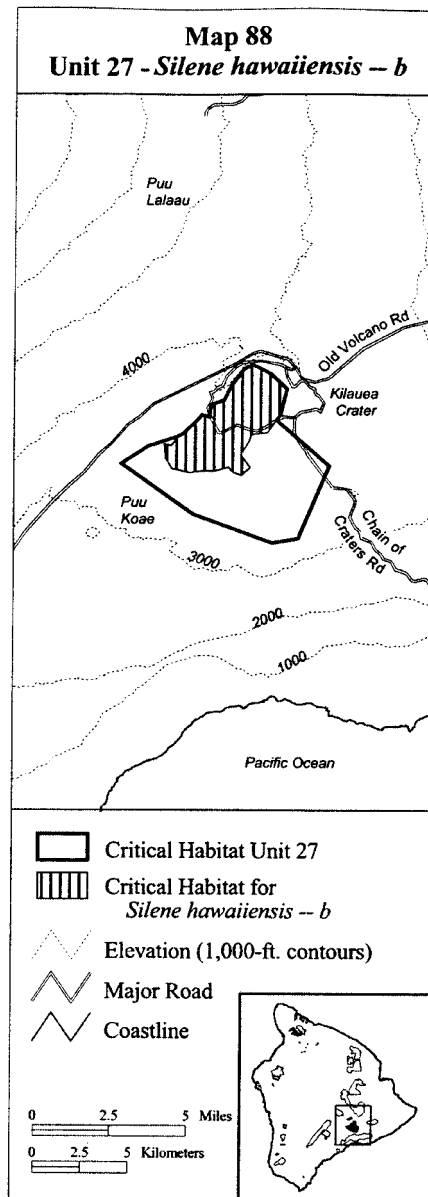 Map 88
Unit 27 - Silene hawaiiensis -- b
Puu
Lalaau
Old Volcano Rd
4000
Kilauea
Crater
Puu
Koae
Chain of
Craters Rd
3000
2000
1000
Pacific Ocean
Critical Habitat Unit 27
Critical Habitat for
Silene hawaiiensis -- b
Elevation (1,000-ft. contours)
Major Road
Coastline
0 2.5 5 Miles
0 2.5 5 Kilometers